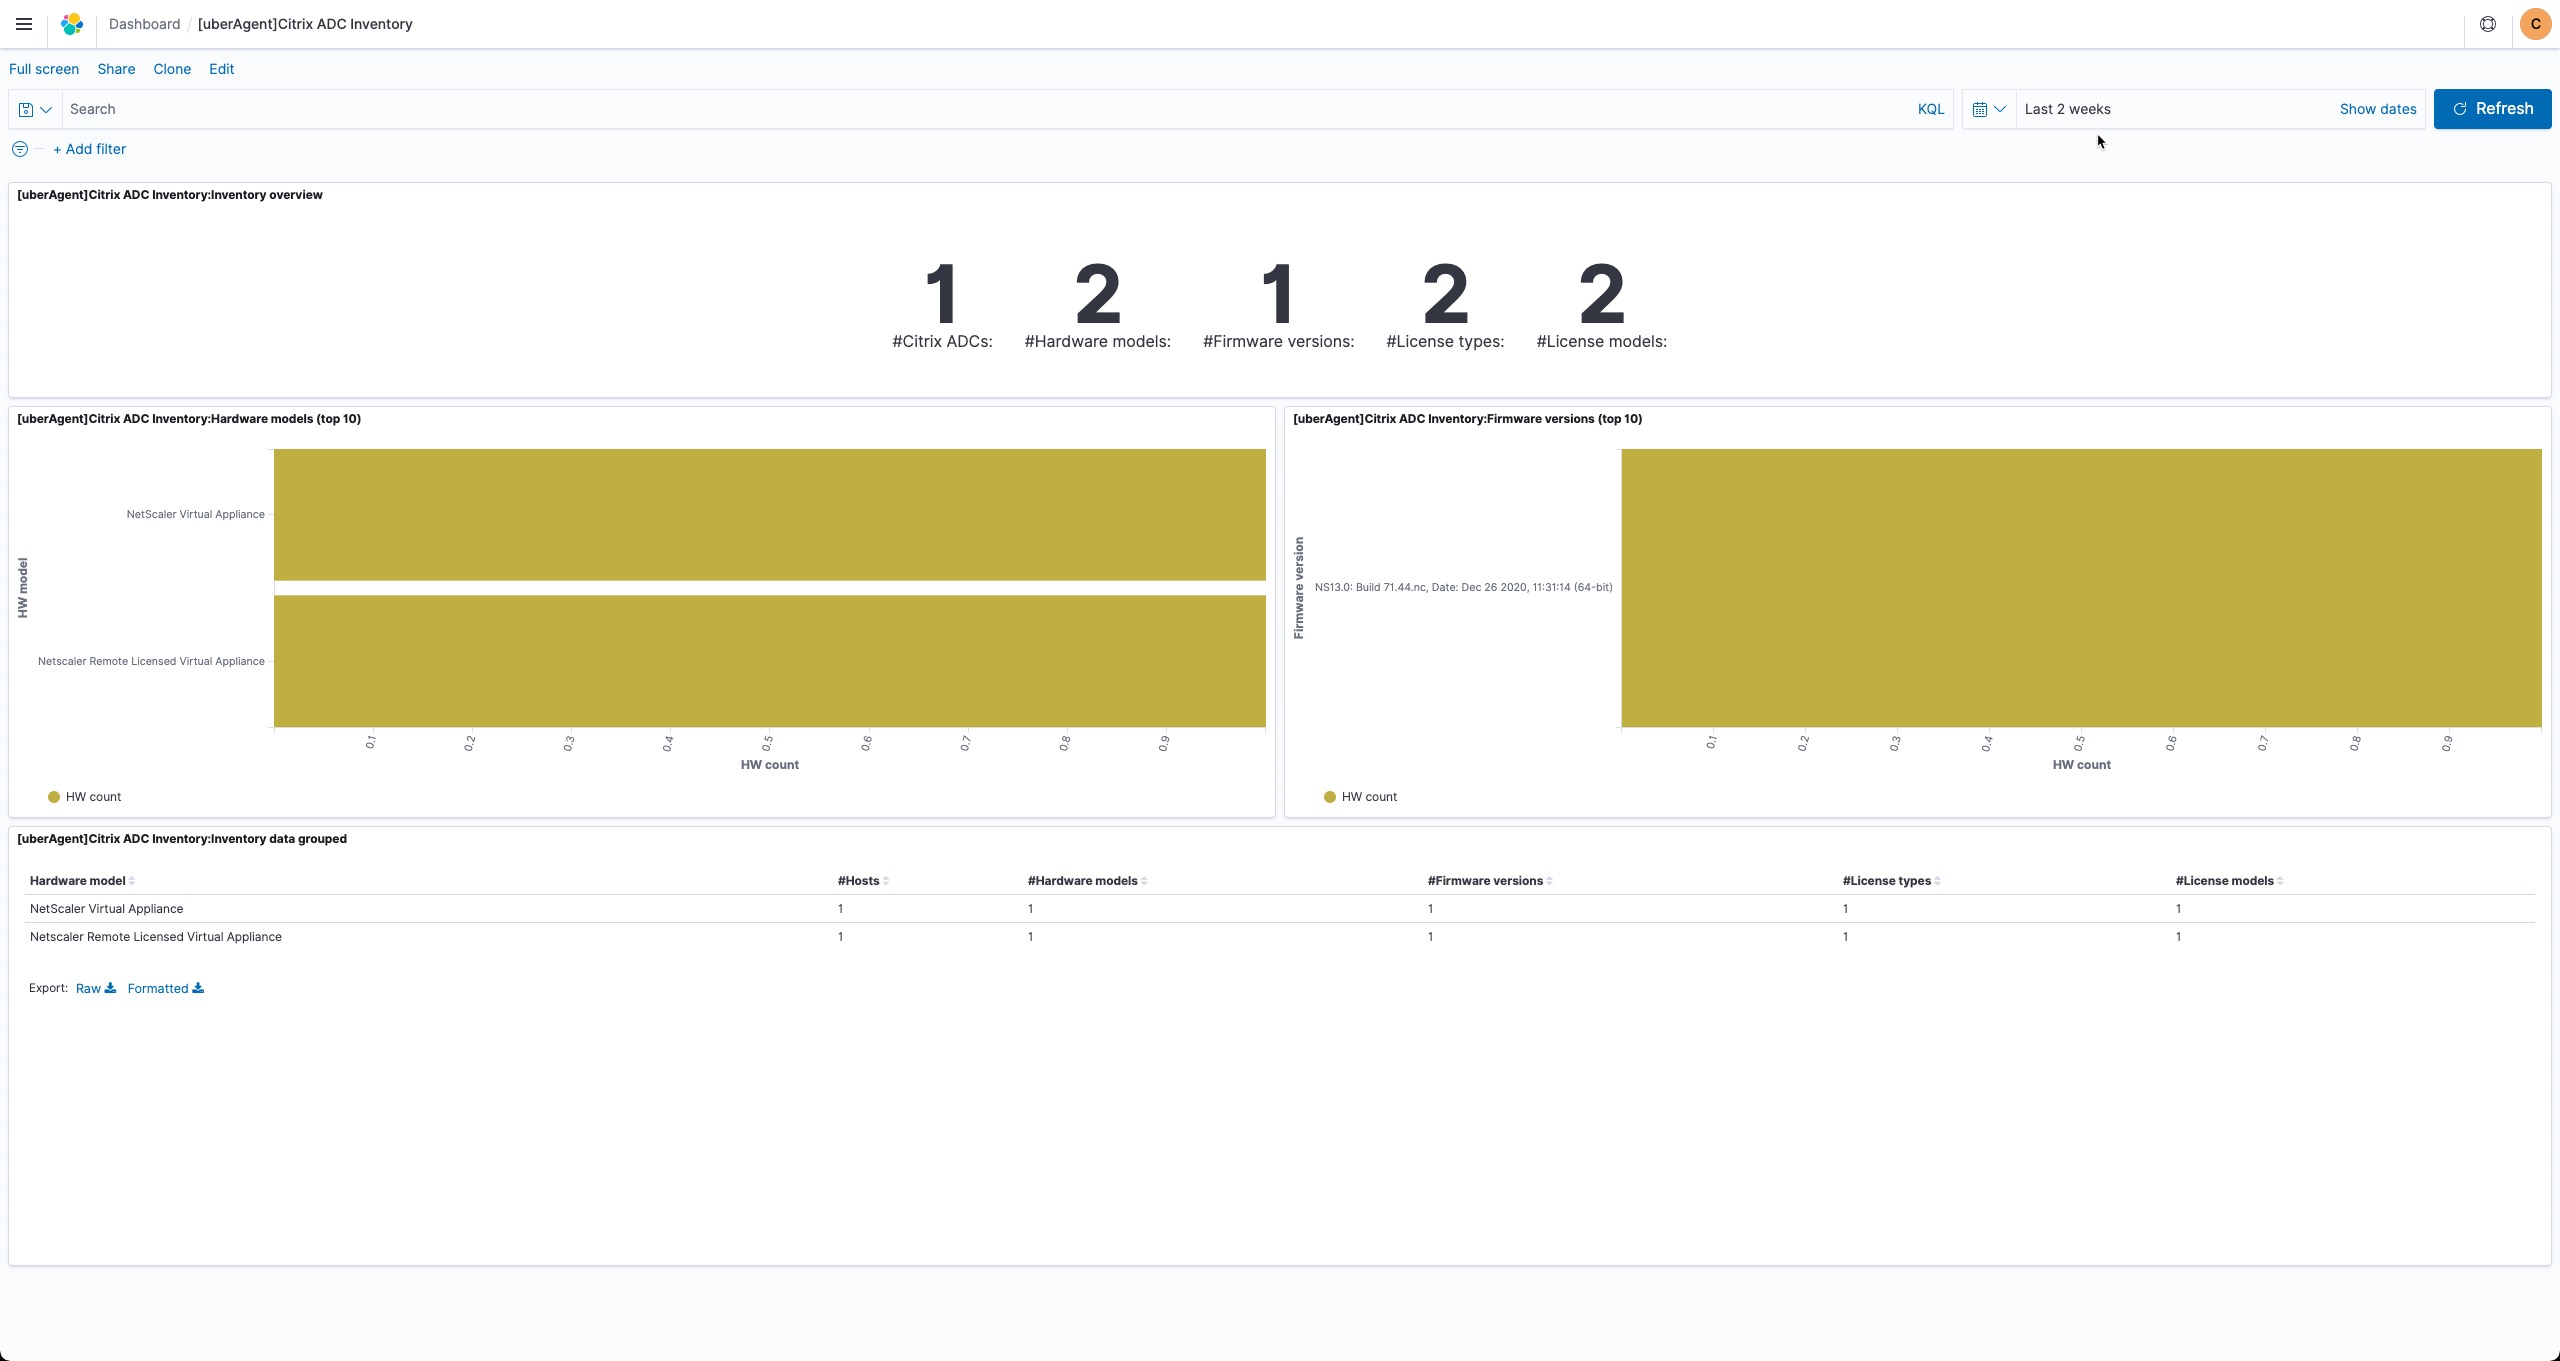 Dashboard / [uberAgent]Citrix ADC Inventory
C
Full screen Share Clone Edit
Search KQL Last 2 weeks Show dates Refresh
+ Add filter
[uberAgent]Citrix ADC Inventory:Inventory overview
1 2 1 2 2
#Citrix ADCs: #Hardware models: #Firmware versions: #License types: #License models:
[uberAgent]Citrix ADC Inventory:Hardware models (top 10)
HW model
NetScaler Virtual Appliance
Netscaler Remote Licensed Virtual Appliance
0.1 0.2 0.3 0.4 0.5 0.6 0.7 0.8 0.9
HW count
HW count
[uberAgent]Citrix ADC Inventory:Firmware versions (top 10)
Firmware version
NS13.0: Build 71.44.nc, Date: Dec 26 2020, 11:31:14 (64-bit)
0.1 0.2 0.3 0.4 0.5 0.6 0.7 0.8 0.9
HW count
HW count
[uberAgent]Citrix ADC Inventory:Inventory data grouped
Hardware model #Hosts #Hardware models #Firmware versions #License types #License models
NetScaler Virtual Appliance 1 1 1 1 1
Netscaler Remote Licensed Virtual Appliance 1 1 1 1 1
Export: Raw Formatted